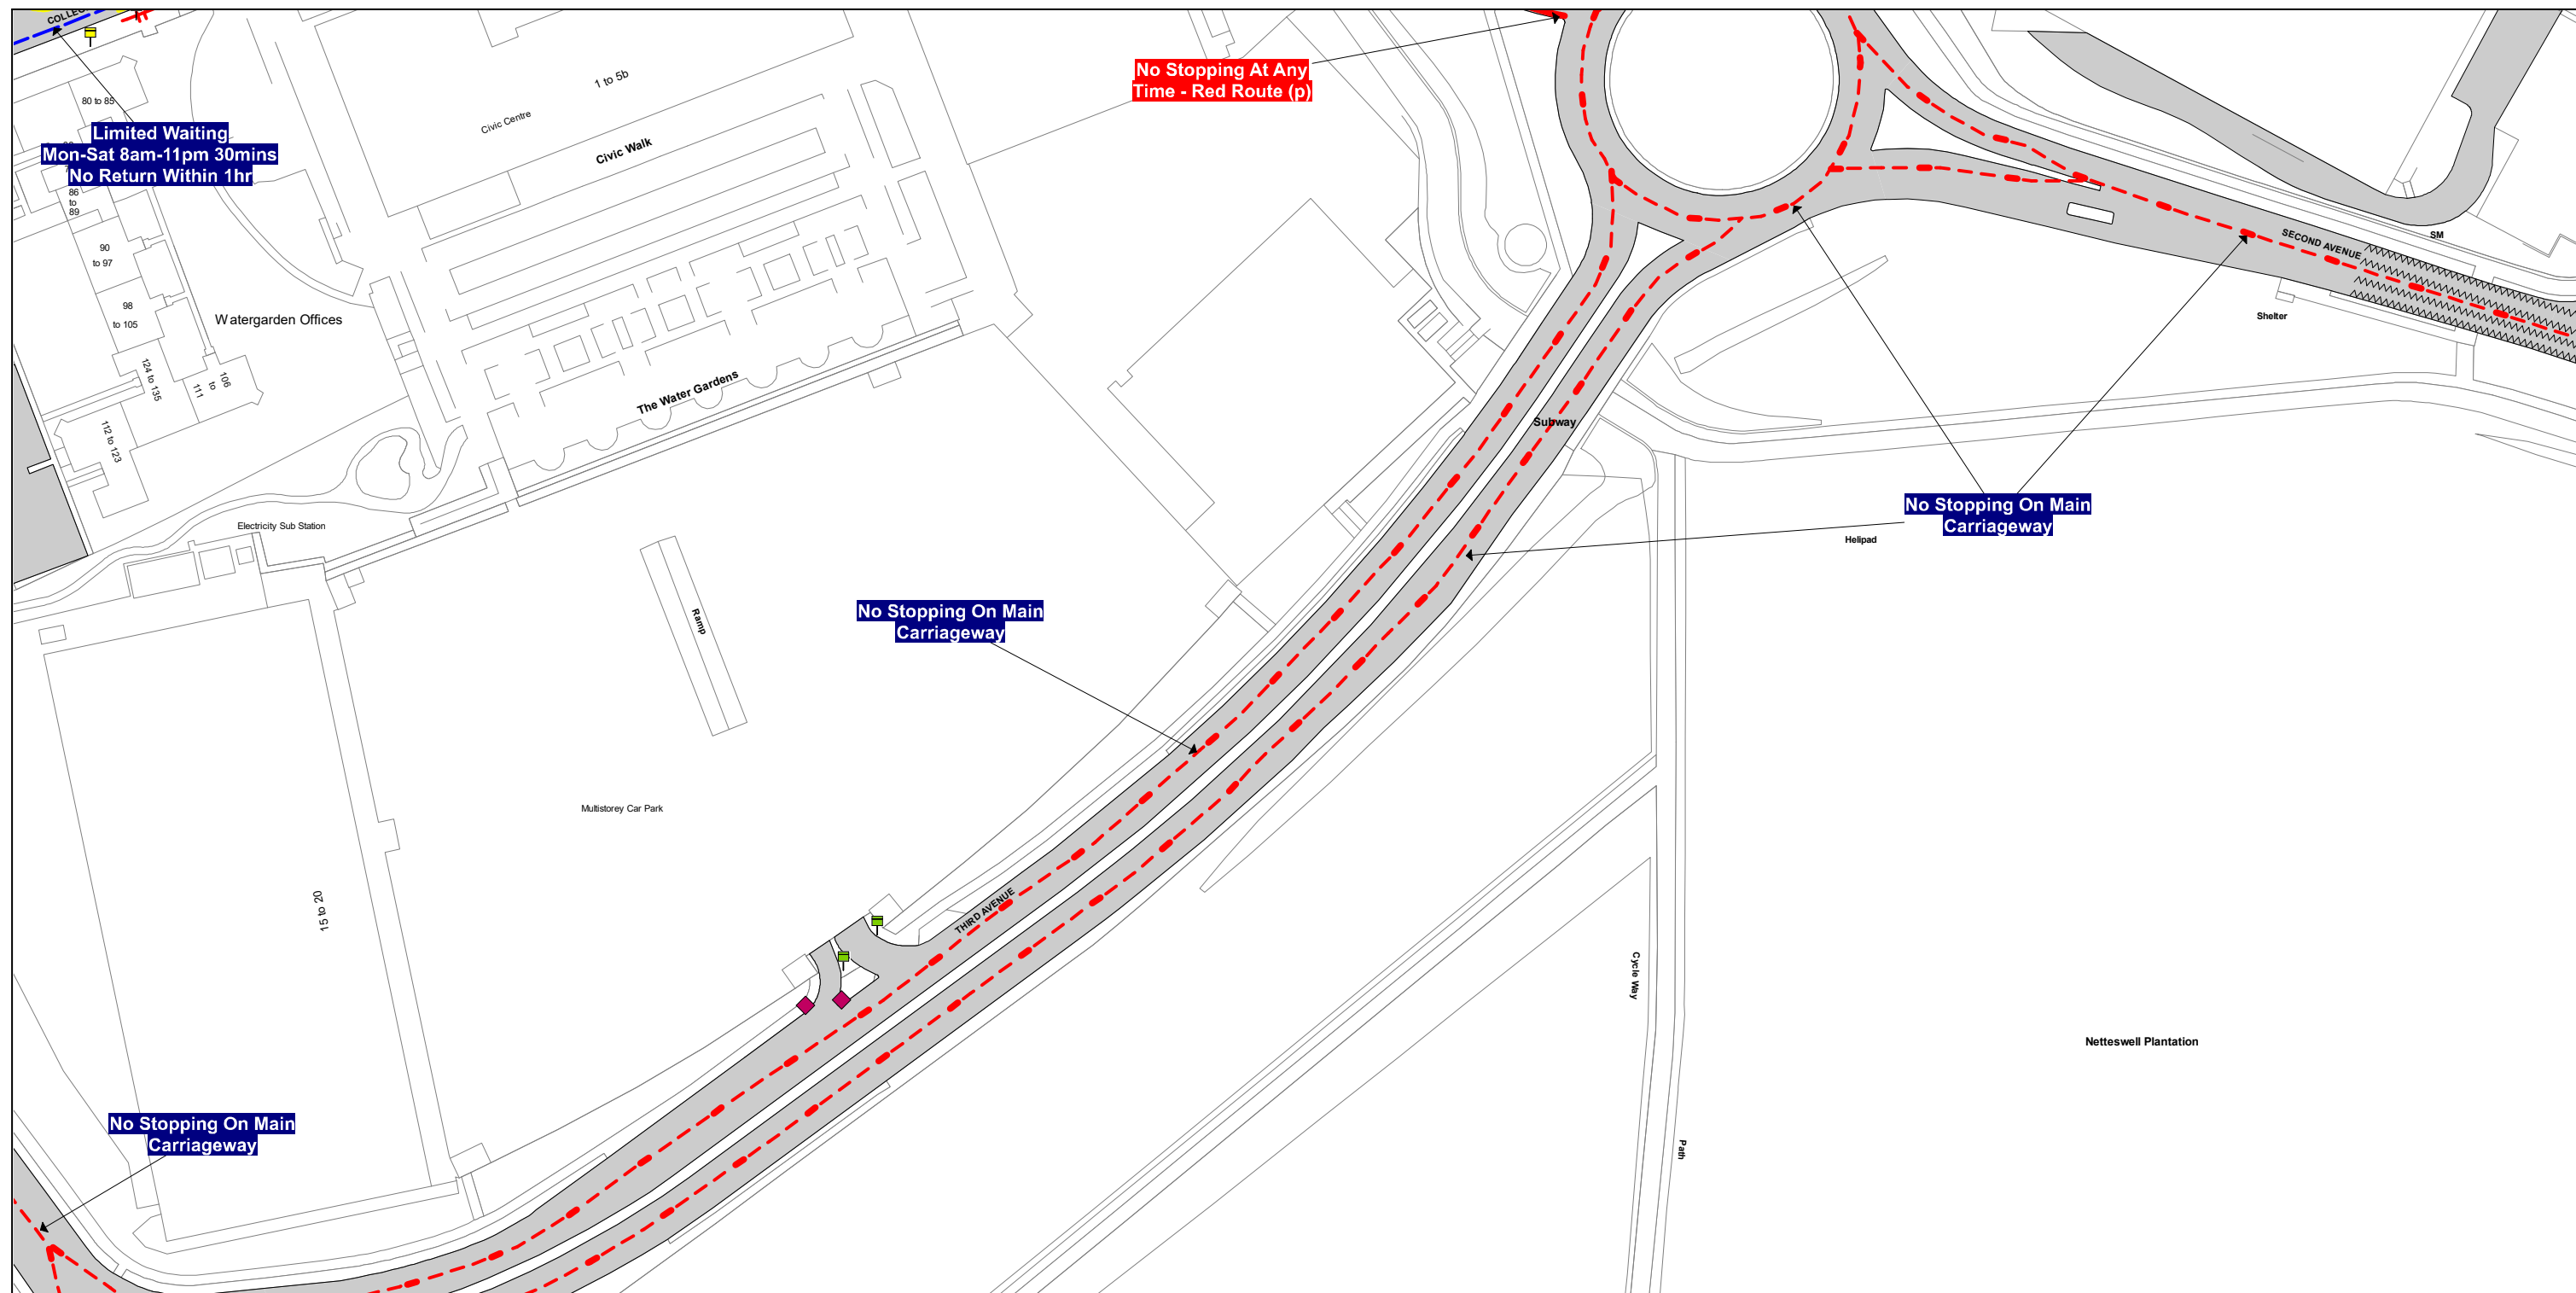 1 to 5b
No Stopping At Any
Time - Red Route (p)
80 to 85
Civic Centre
Limited Waiting
Mon-Sat 8am-11pm 30mins
No Return Within 1hr
Civic Walk
86
to
89
90
to 97
SECOND AVENUE
SM
98
to 105
Watergarden Offices
Shelter
124 to 135
106
to
111
The Water Gardens
Subway
112 to 123
No Stopping On Main
Carriageway
Electricity Sub Station
Helipad
Ramp
No Stopping On Main
Carriageway
Multistorey Car Park
15 to 20
THIRD AVENUE
Cycle Way
Netteswell Plantation
No Stopping On Main
Carriageway
Path